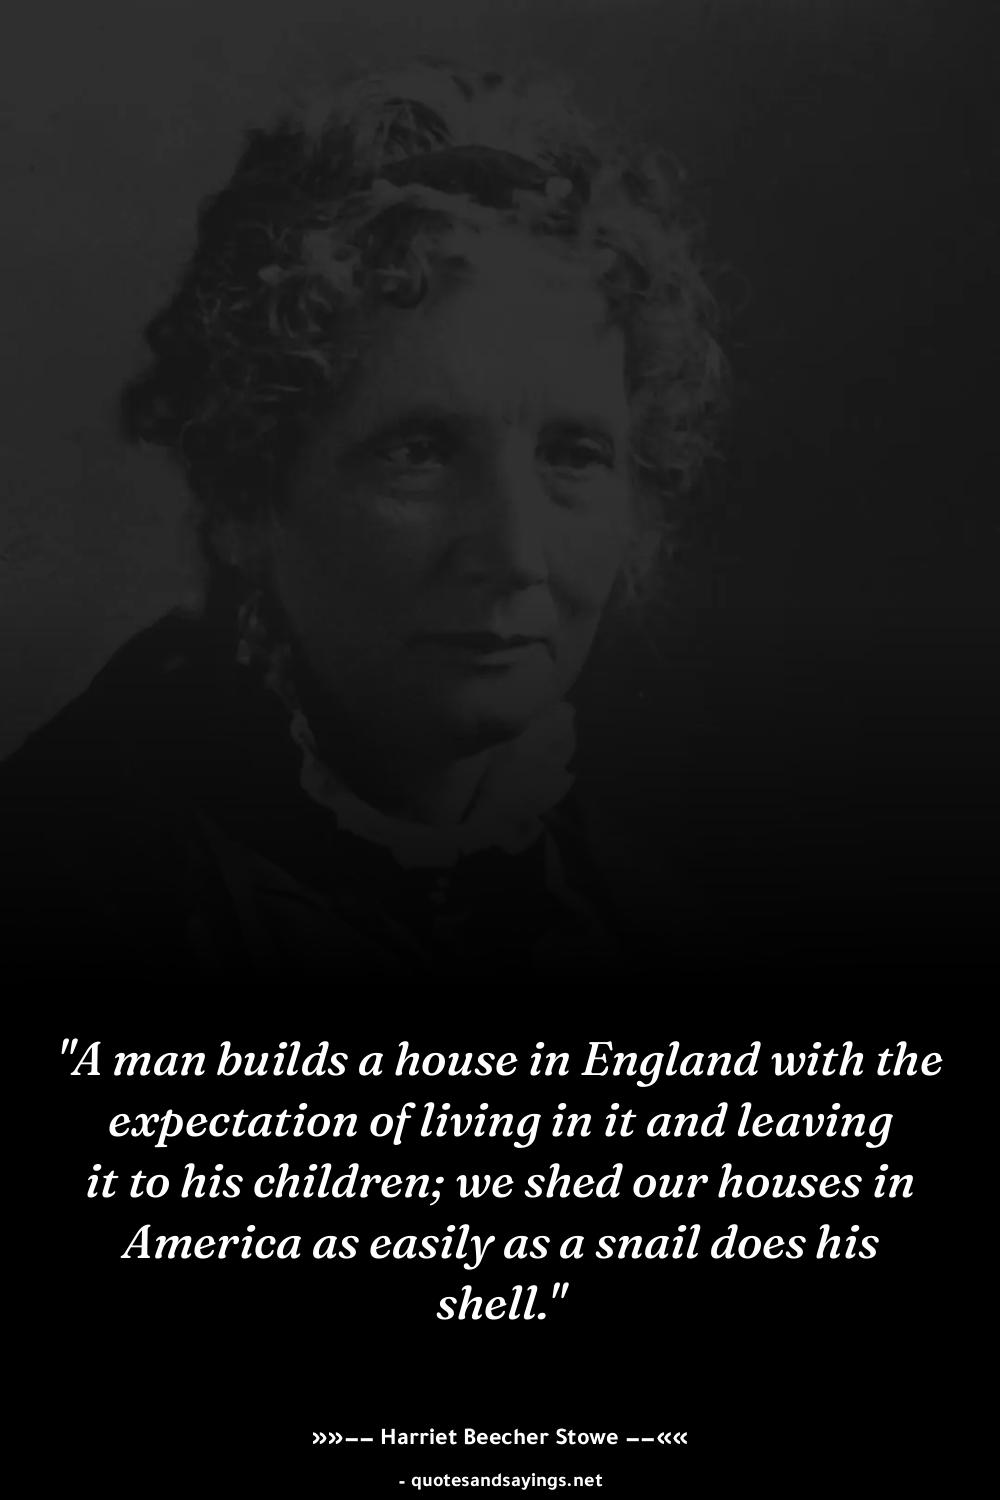 "A man builds a house in England with the
expectation of living in it and leaving
it to his children; we shed our houses in
America as easily as a snail does his
shell."
»»–– Harriet Beecher Stowe ––««
- quotesandsayings.net